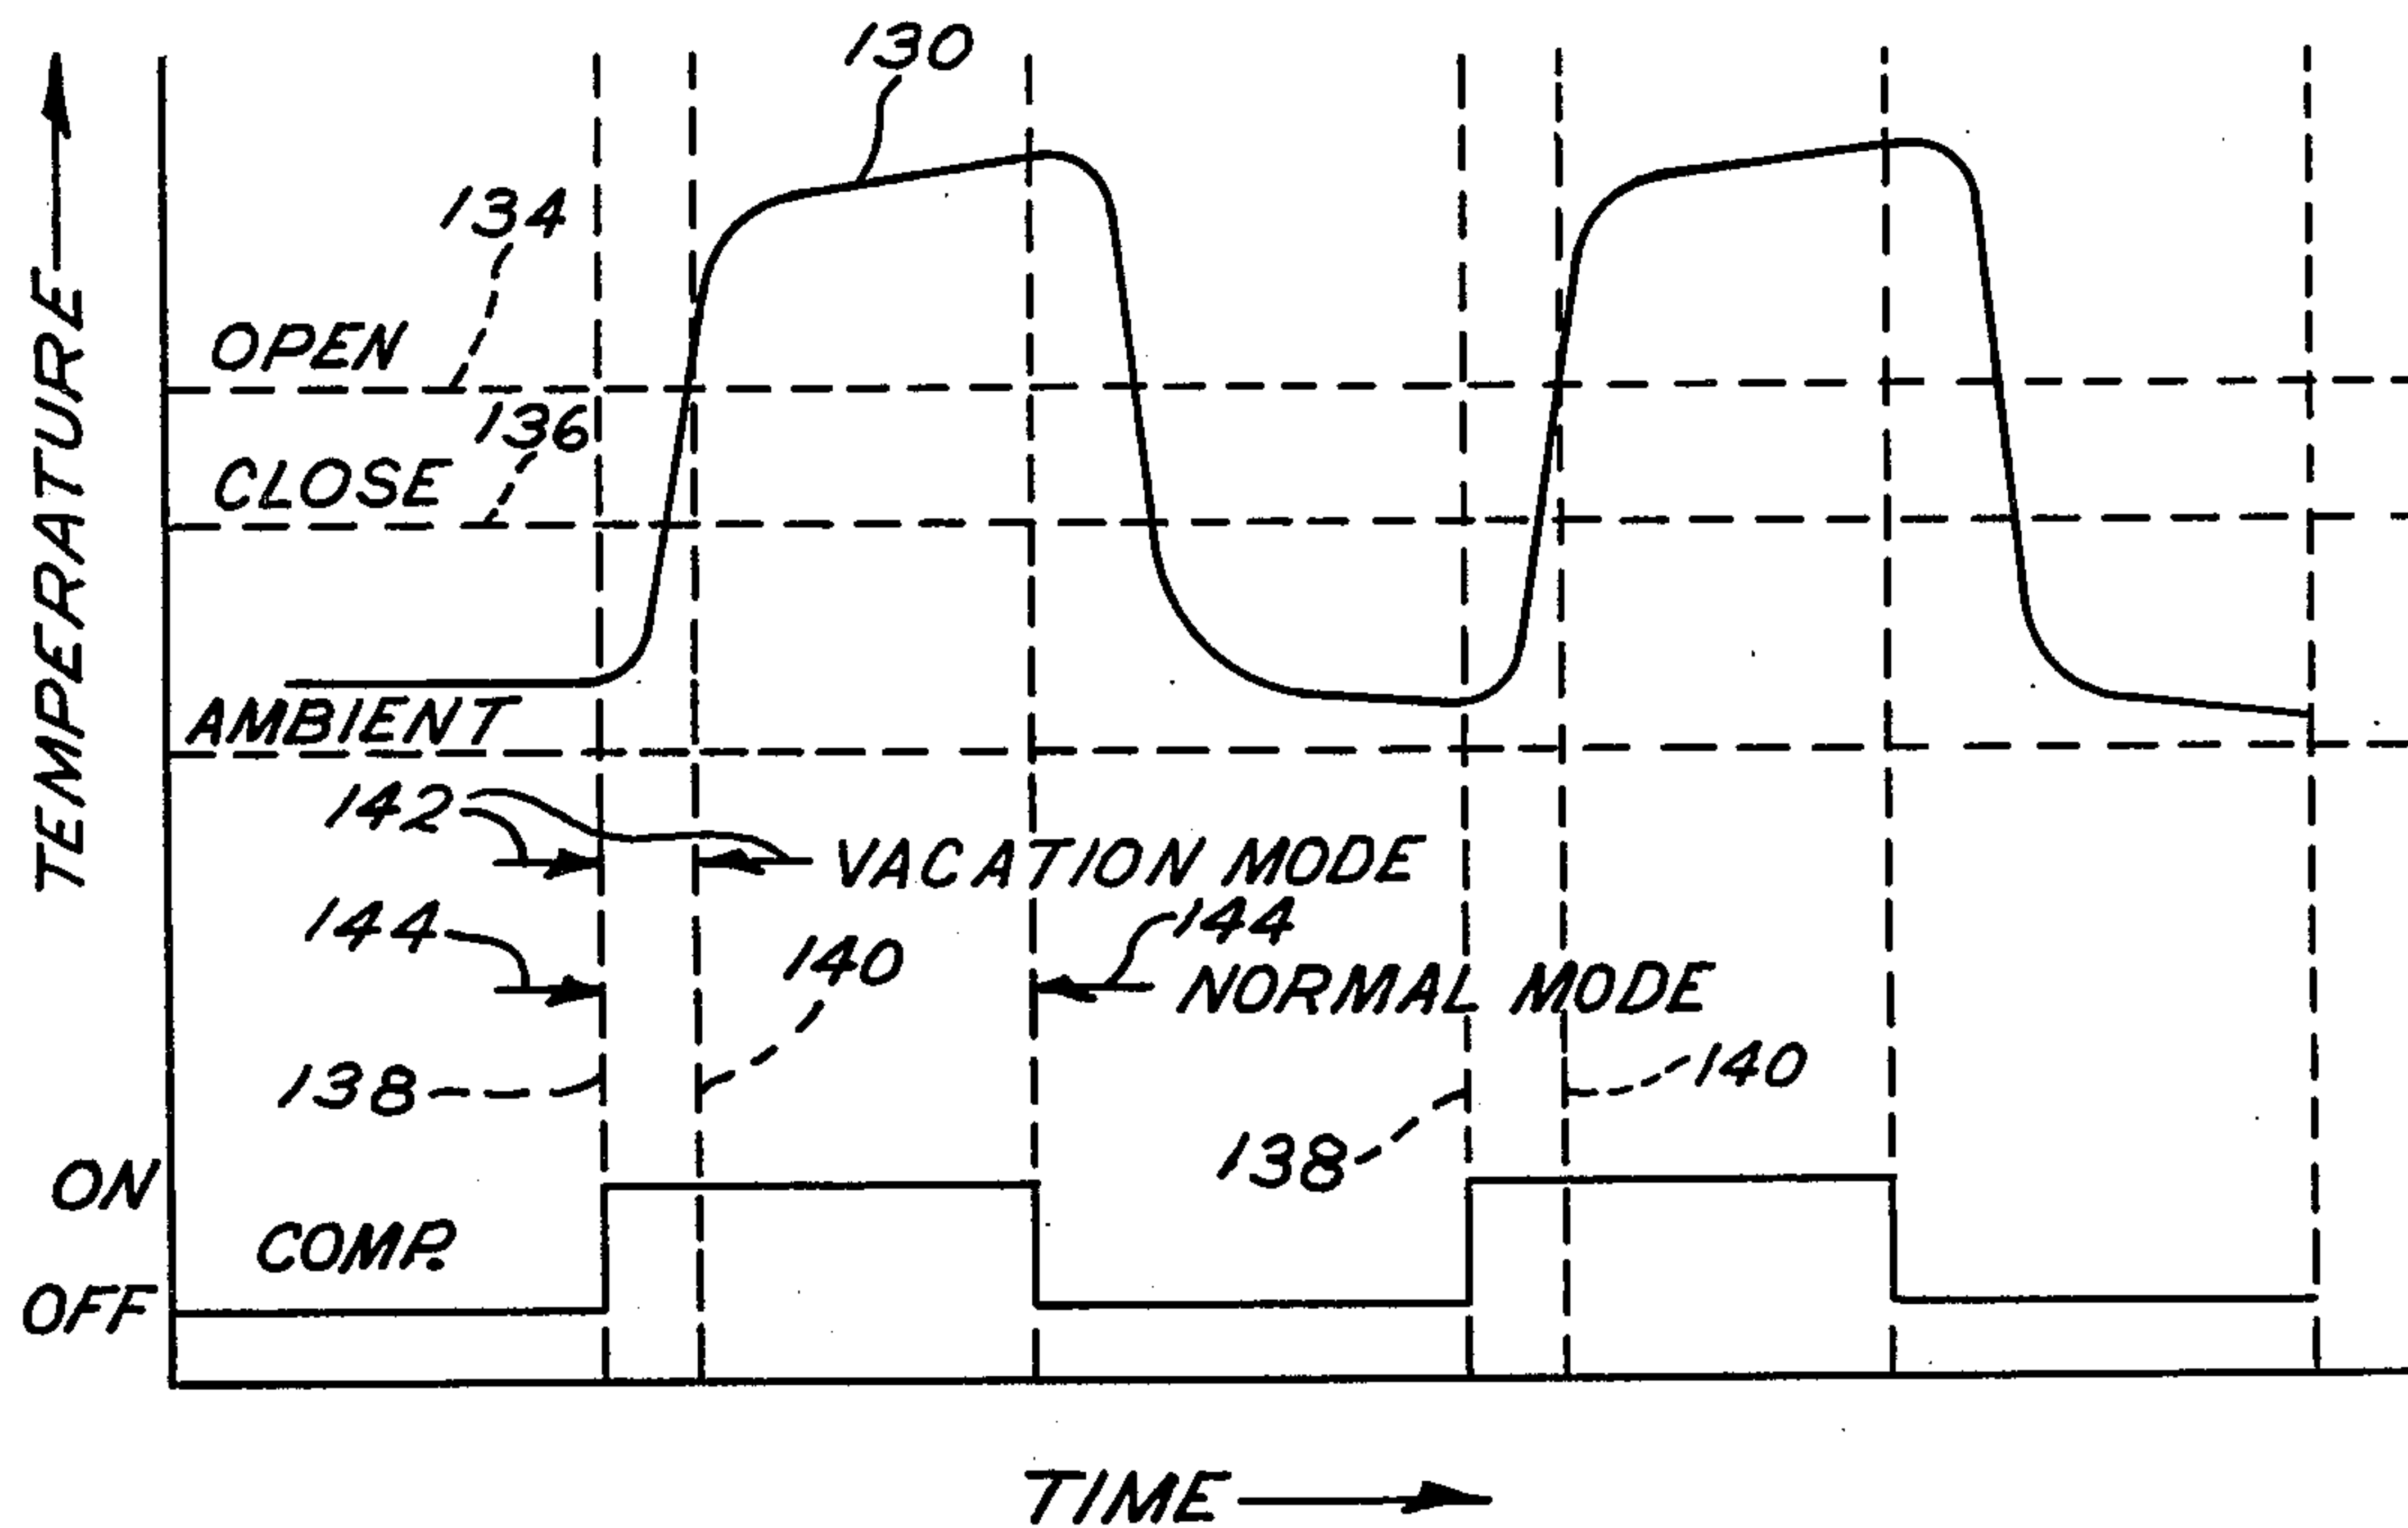 130
134
OPEN
136
CLOSE
TEMPERATURE
AMBIENT
142
VACATION MODE
144
144
140
NORMAL MODE
138
140
138
ON
COMP.
OFF
TIME